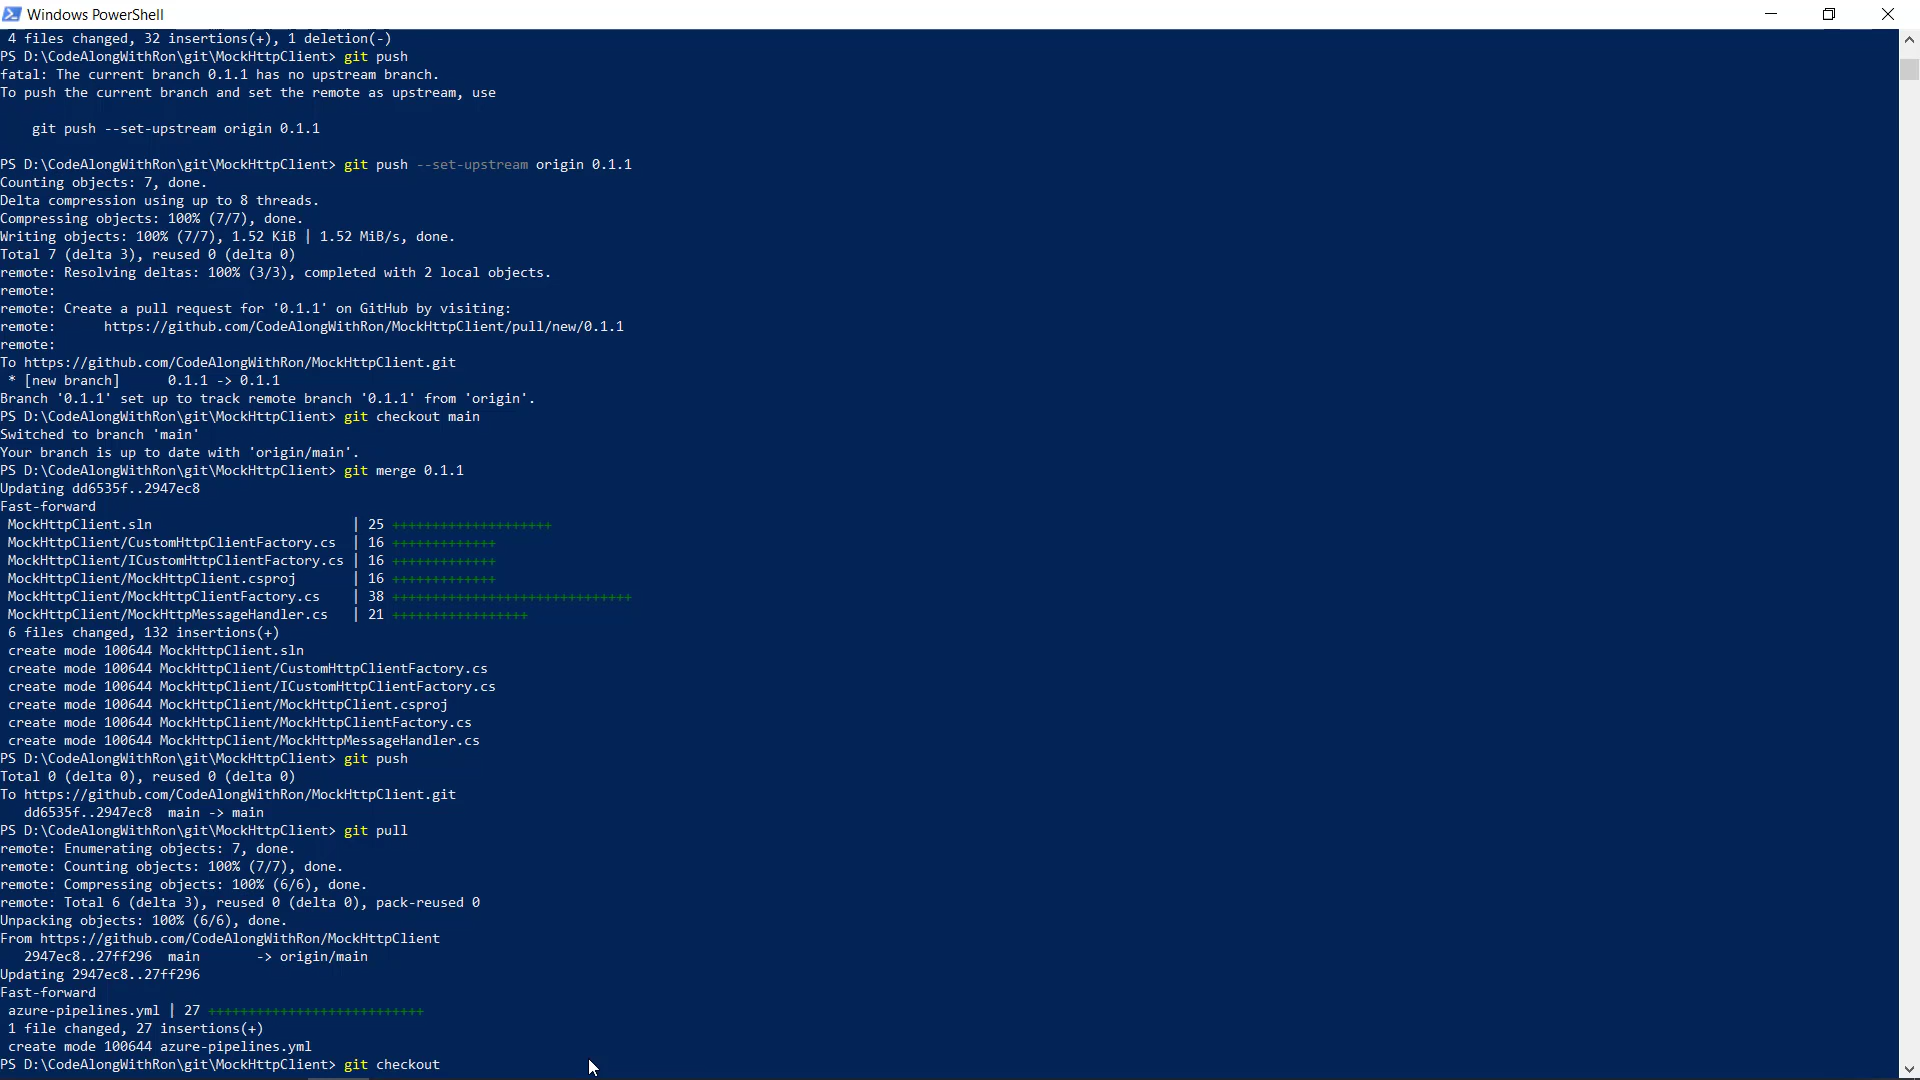 Windows PowerShell
4 files changed, 32 insertions(+), 1 deletion(-)
PS D:\CodeAlongWithRon\git\MockHttpClient> git push
fatal: The current branch 0.1.1 has no upstream branch.
To push the current branch and set the remote as upstream, use
git push --set-upstream origin 0.1.1
PS D:\CodeAlongWithRon\git\MockHttpClient> git push --set-upstream origin 0.1.1
Counting objects: 7, done.
Delta compression using up to 8 threads.
Compressing objects: 100% (7/7), done.
Writing objects: 100% (7/7), 1.52 KiB | 1.52 MiB/s, done.
Total 7 (delta 3), reused 0 (delta 0)
remote: Resolving deltas: 100% (3/3), completed with 2 local objects.
remote:
remote: Create a pull request for '0.1.1' on GitHub by visiting:
remote:      https://github.com/CodeAlongWithRon/MockHttpClient/pull/new/0.1.1
remote:
To https://github.com/CodeAlongWithRon/MockHttpClient.git
* [new branch]      0.1.1 -> 0.1.1
Branch '0.1.1' set up to track remote branch '0.1.1' from 'origin'.
PS D:\CodeAlongWithRon\git\MockHttpClient> git checkout main
Switched to branch 'main'
Your branch is up to date with 'origin/main'.
PS D:\CodeAlongWithRon\git\MockHttpClient> git merge 0.1.1
Updating dd6535f..2947ec8
Fast-forward
MockHttpClient.sln                         | 25 ++++++++++++++++++++
MockHttpClient/CustomHttpClientFactory.cs  | 16 +++++++++++++
MockHttpClient/ICustomHttpClientFactory.cs | 16 +++++++++++++
MockHttpClient/MockHttpClient.csproj       | 16 +++++++++++++
MockHttpClient/MockHttpClientFactory.cs    | 38 ++++++++++++++++++++++++++++++
MockHttpClient/MockHttpMessageHandler.cs   | 21 +++++++++++++++++
6 files changed, 132 insertions(+)
create mode 100644 MockHttpClient.sln
create mode 100644 MockHttpClient/CustomHttpClientFactory.cs
create mode 100644 MockHttpClient/ICustomHttpClientFactory.cs
create mode 100644 MockHttpClient/MockHttpClient.csproj
create mode 100644 MockHttpClient/MockHttpClientFactory.cs
create mode 100644 MockHttpClient/MockHttpMessageHandler.cs
PS D:\CodeAlongWithRon\git\MockHttpClient> git push
Total 0 (delta 0), reused 0 (delta 0)
To https://github.com/CodeAlongWithRon/MockHttpClient.git
dd6535f..2947ec8  main -> main
PS D:\CodeAlongWithRon\git\MockHttpClient> git pull
remote: Enumerating objects: 7, done.
remote: Counting objects: 100% (7/7), done.
remote: Compressing objects: 100% (6/6), done.
remote: Total 6 (delta 3), reused 0 (delta 0), pack-reused 0
Unpacking objects: 100% (6/6), done.
From https://github.com/CodeAlongWithRon/MockHttpClient
2947ec8..27ff296  main       -> origin/main
Updating 2947ec8..27ff296
Fast-forward
azure-pipelines.yml | 27 +++++++++++++++++++++++++++
1 file changed, 27 insertions(+)
create mode 100644 azure-pipelines.yml
PS D:\CodeAlongWithRon\git\MockHttpClient> git checkout